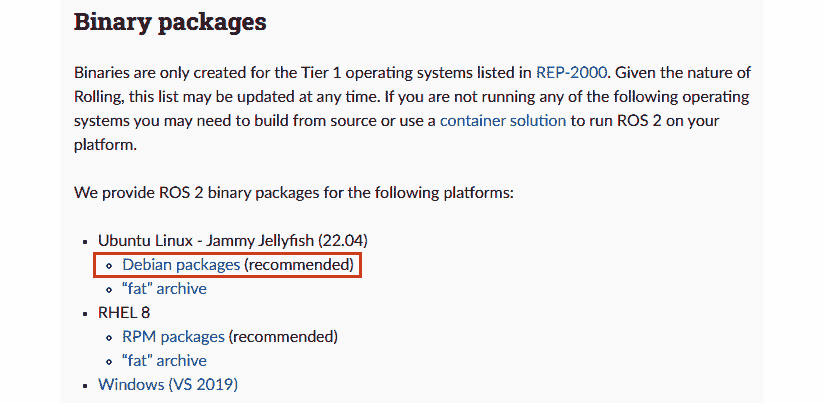 Binary packages
Binaries are only created for the Tier 1 operating systems listed in REP-2000. Given the nature of
Rolling, this list may be updated at any time. If you are not running any of the following operating
systems you may need to build from source or use a container solution to run ROS 2 on your
platform.
We provide ROS 2 binary packages for the following platforms:
Ubuntu Linux - Jammy Jellyfish (22.04)
Debian packages (recommended)
“fat” archive
RHEL 8
RPM packages (recommended)
“fat” archive
Windows (VS 2019)